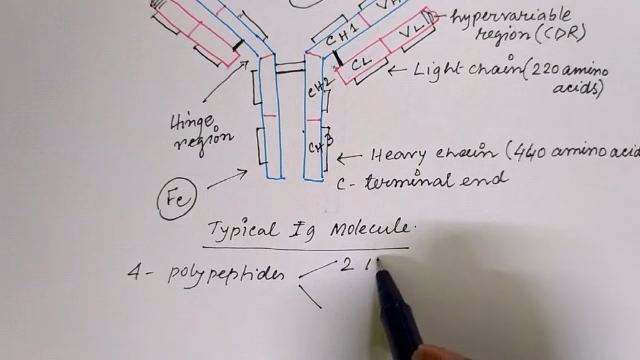 VH
CH1
hypervariable
region (CDR)
VL
CL
Light chain (220 amino
acids)
CH2
Hinge
region
CH3
Heavy chain (440 amino acid
C- terminal end
Fc
Typical Ig Molecule.
4- polypeptides
2